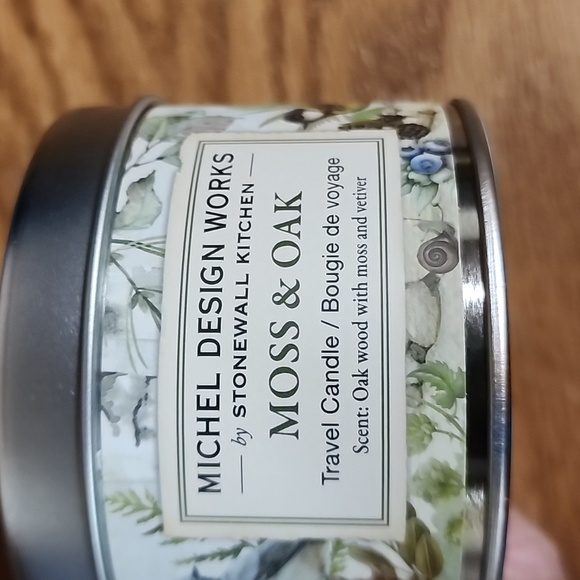 MICHEL DESIGN WORKS
by STONEWALL KITCHEN
MOSS & OAK
Travel Candle / Bougie de voyage
Scent: Oak wood with moss and vetiver